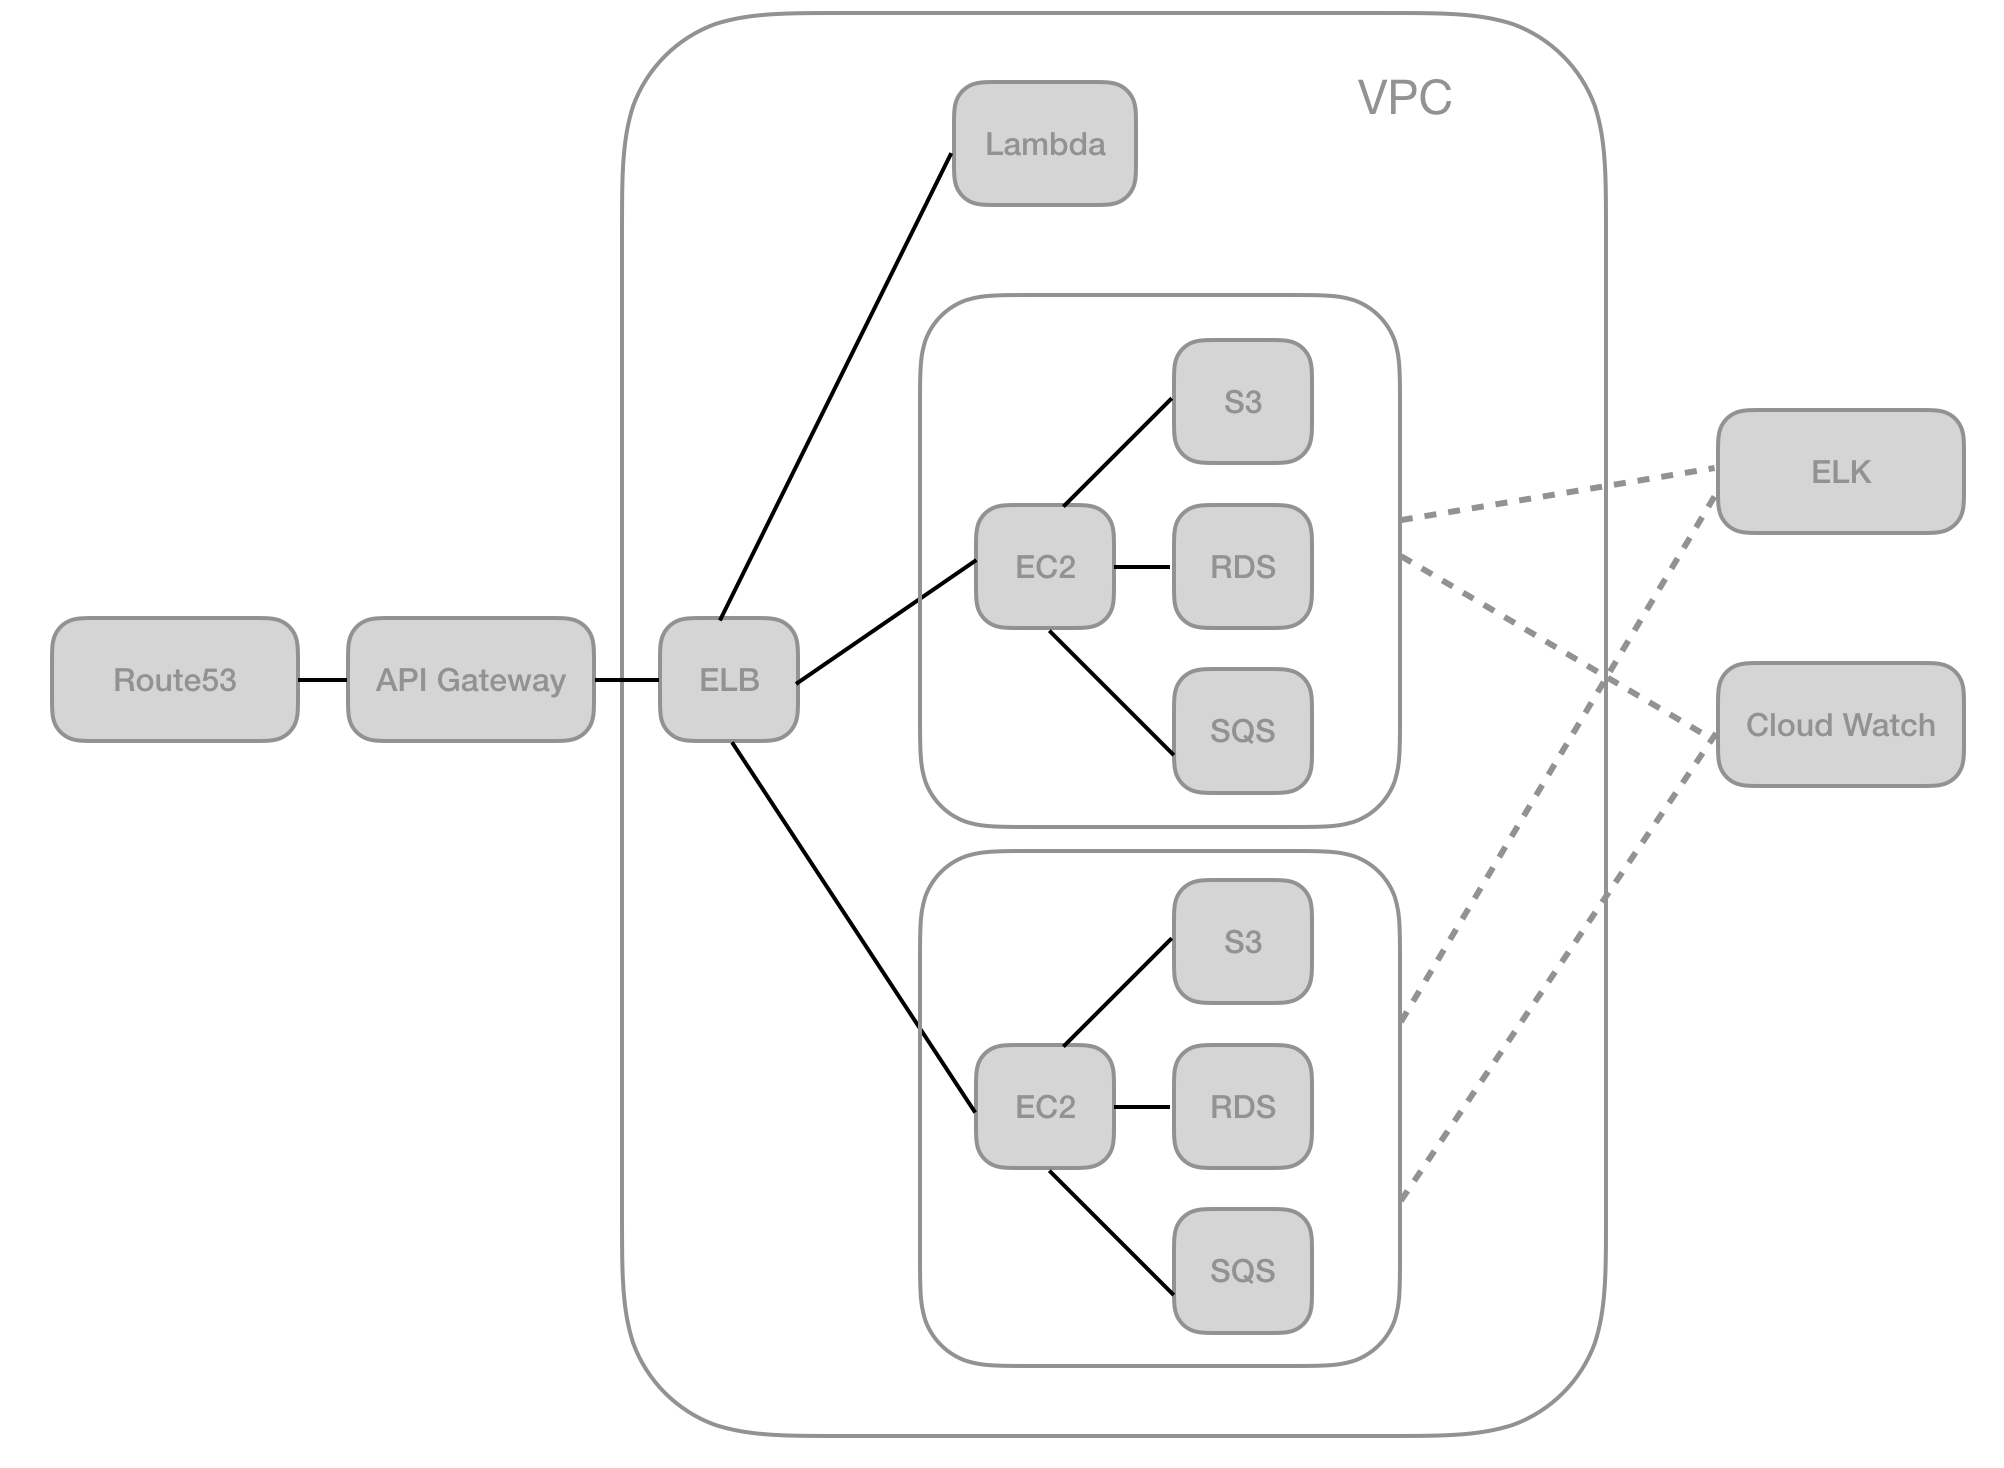 VPC
Lambda
S3
EC2
RDS
SQS
Route53
API Gateway
ELB
S3
EC2
RDS
SQS
ELK
Cloud Watch